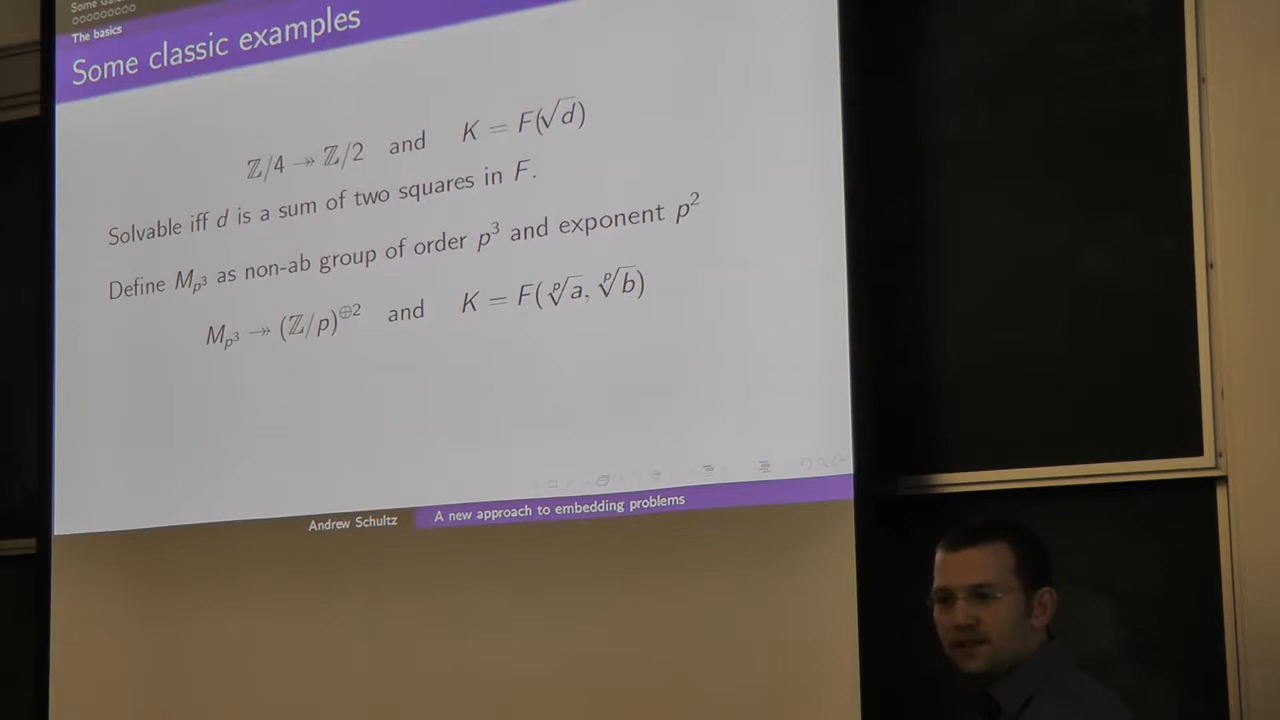 Some
The basics
Some classic examples
ℤ/4 ↠ ℤ/2 and K = F(√d)
Solvable iff d is a sum of two squares in F.
Define M_{p³} as non-ab group of order p³ and exponent p²
M_{p³} ↠ (ℤ/p)^{⊕2} and K = F(ᵖ√a, ᵖ√b)
Andrew Schultz A new approach to embedding problems